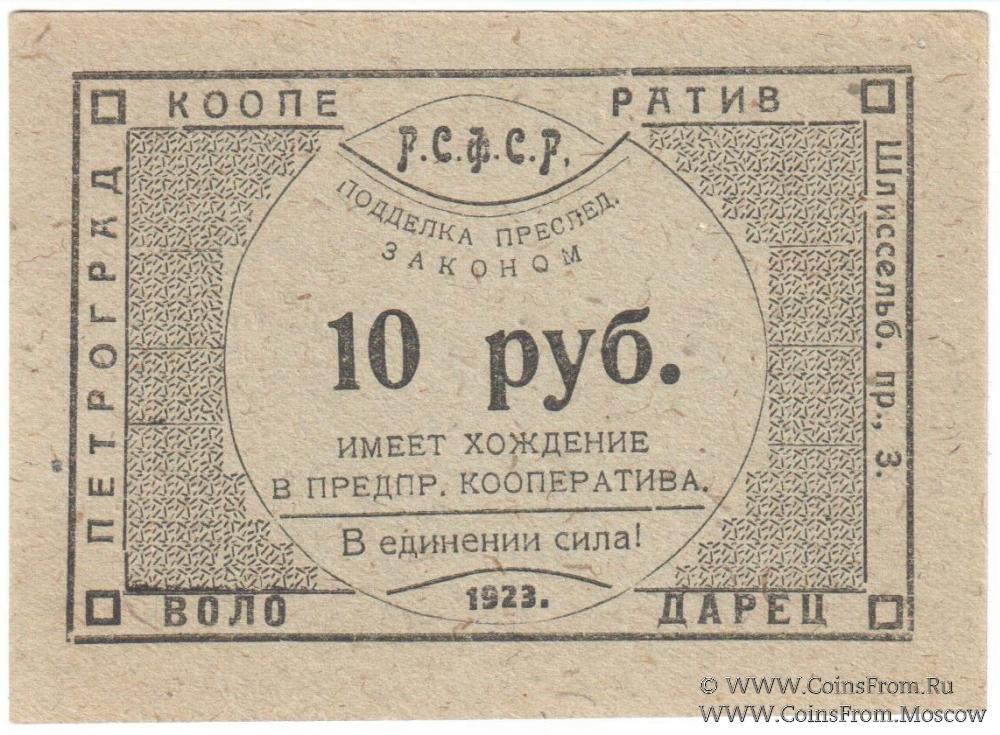 КООПЕ РАТИВ
Р.С.Ф.С.Р.
ПОДДЕЛКА ПРЕСЛЕД.
ЗАКОНОМ
ПЕТРОГРАД
Шлиссельб. пр., 3.
10 руб.
ИМЕЕТ ХОЖДЕНИЕ
В ПРЕДПР. КООПЕРАТИВА.
В единении сила!
1923.
ВОЛО ДАРЕЦ
© WWW.CoinsFrom.Ru
WWW.CoinsFrom.Moscow